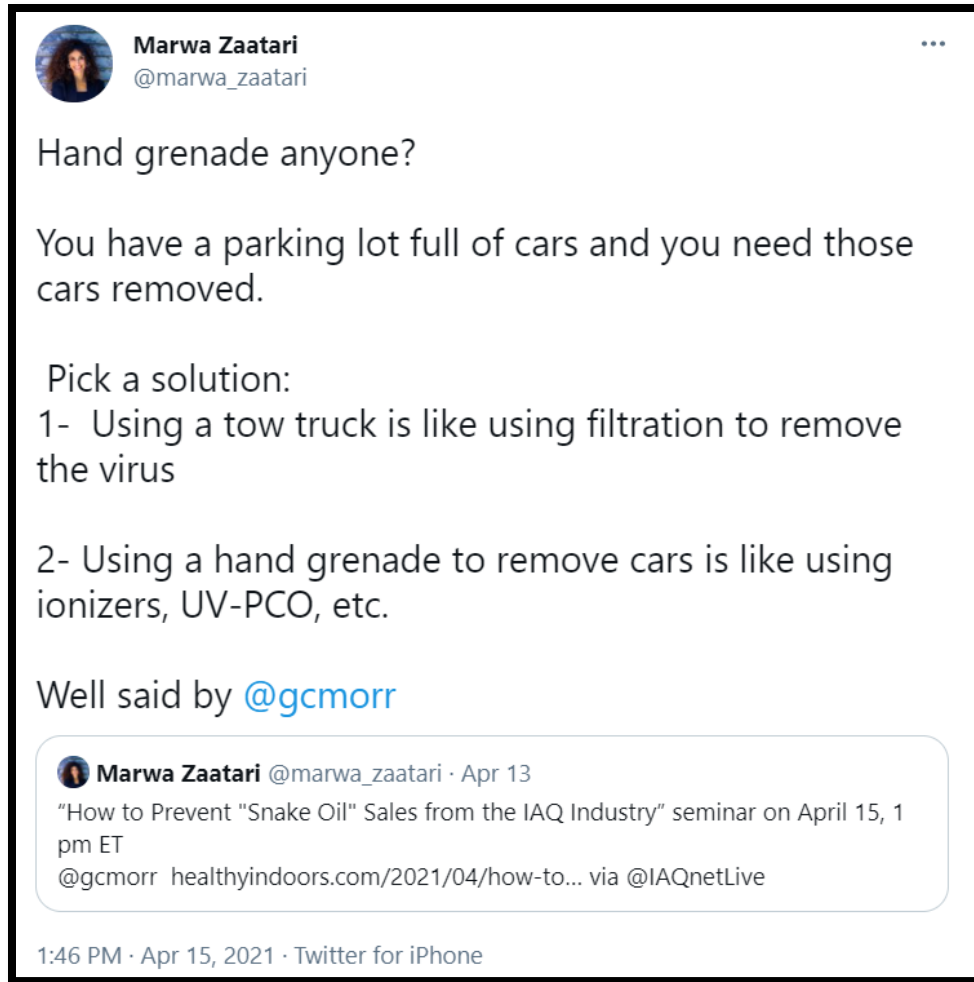 Marwa Zaatari
@marwa_zaatari
Hand grenade anyone?
You have a parking lot full of cars and you need those
cars removed.
Pick a solution:
1-  Using a tow truck is like using filtration to remove
the virus
2- Using a hand grenade to remove cars is like using
ionizers, UV-PCO, etc.
Well said by @gcmorr
Marwa Zaatari @marwa_zaatari · Apr 13
“How to Prevent "Snake Oil" Sales from the IAQ Industry” seminar on April 15, 1
pm ET
@gcmorr  healthyindoors.com/2021/04/how-to... via @IAQnetLive
1:46 PM · Apr 15, 2021 · Twitter for iPhone